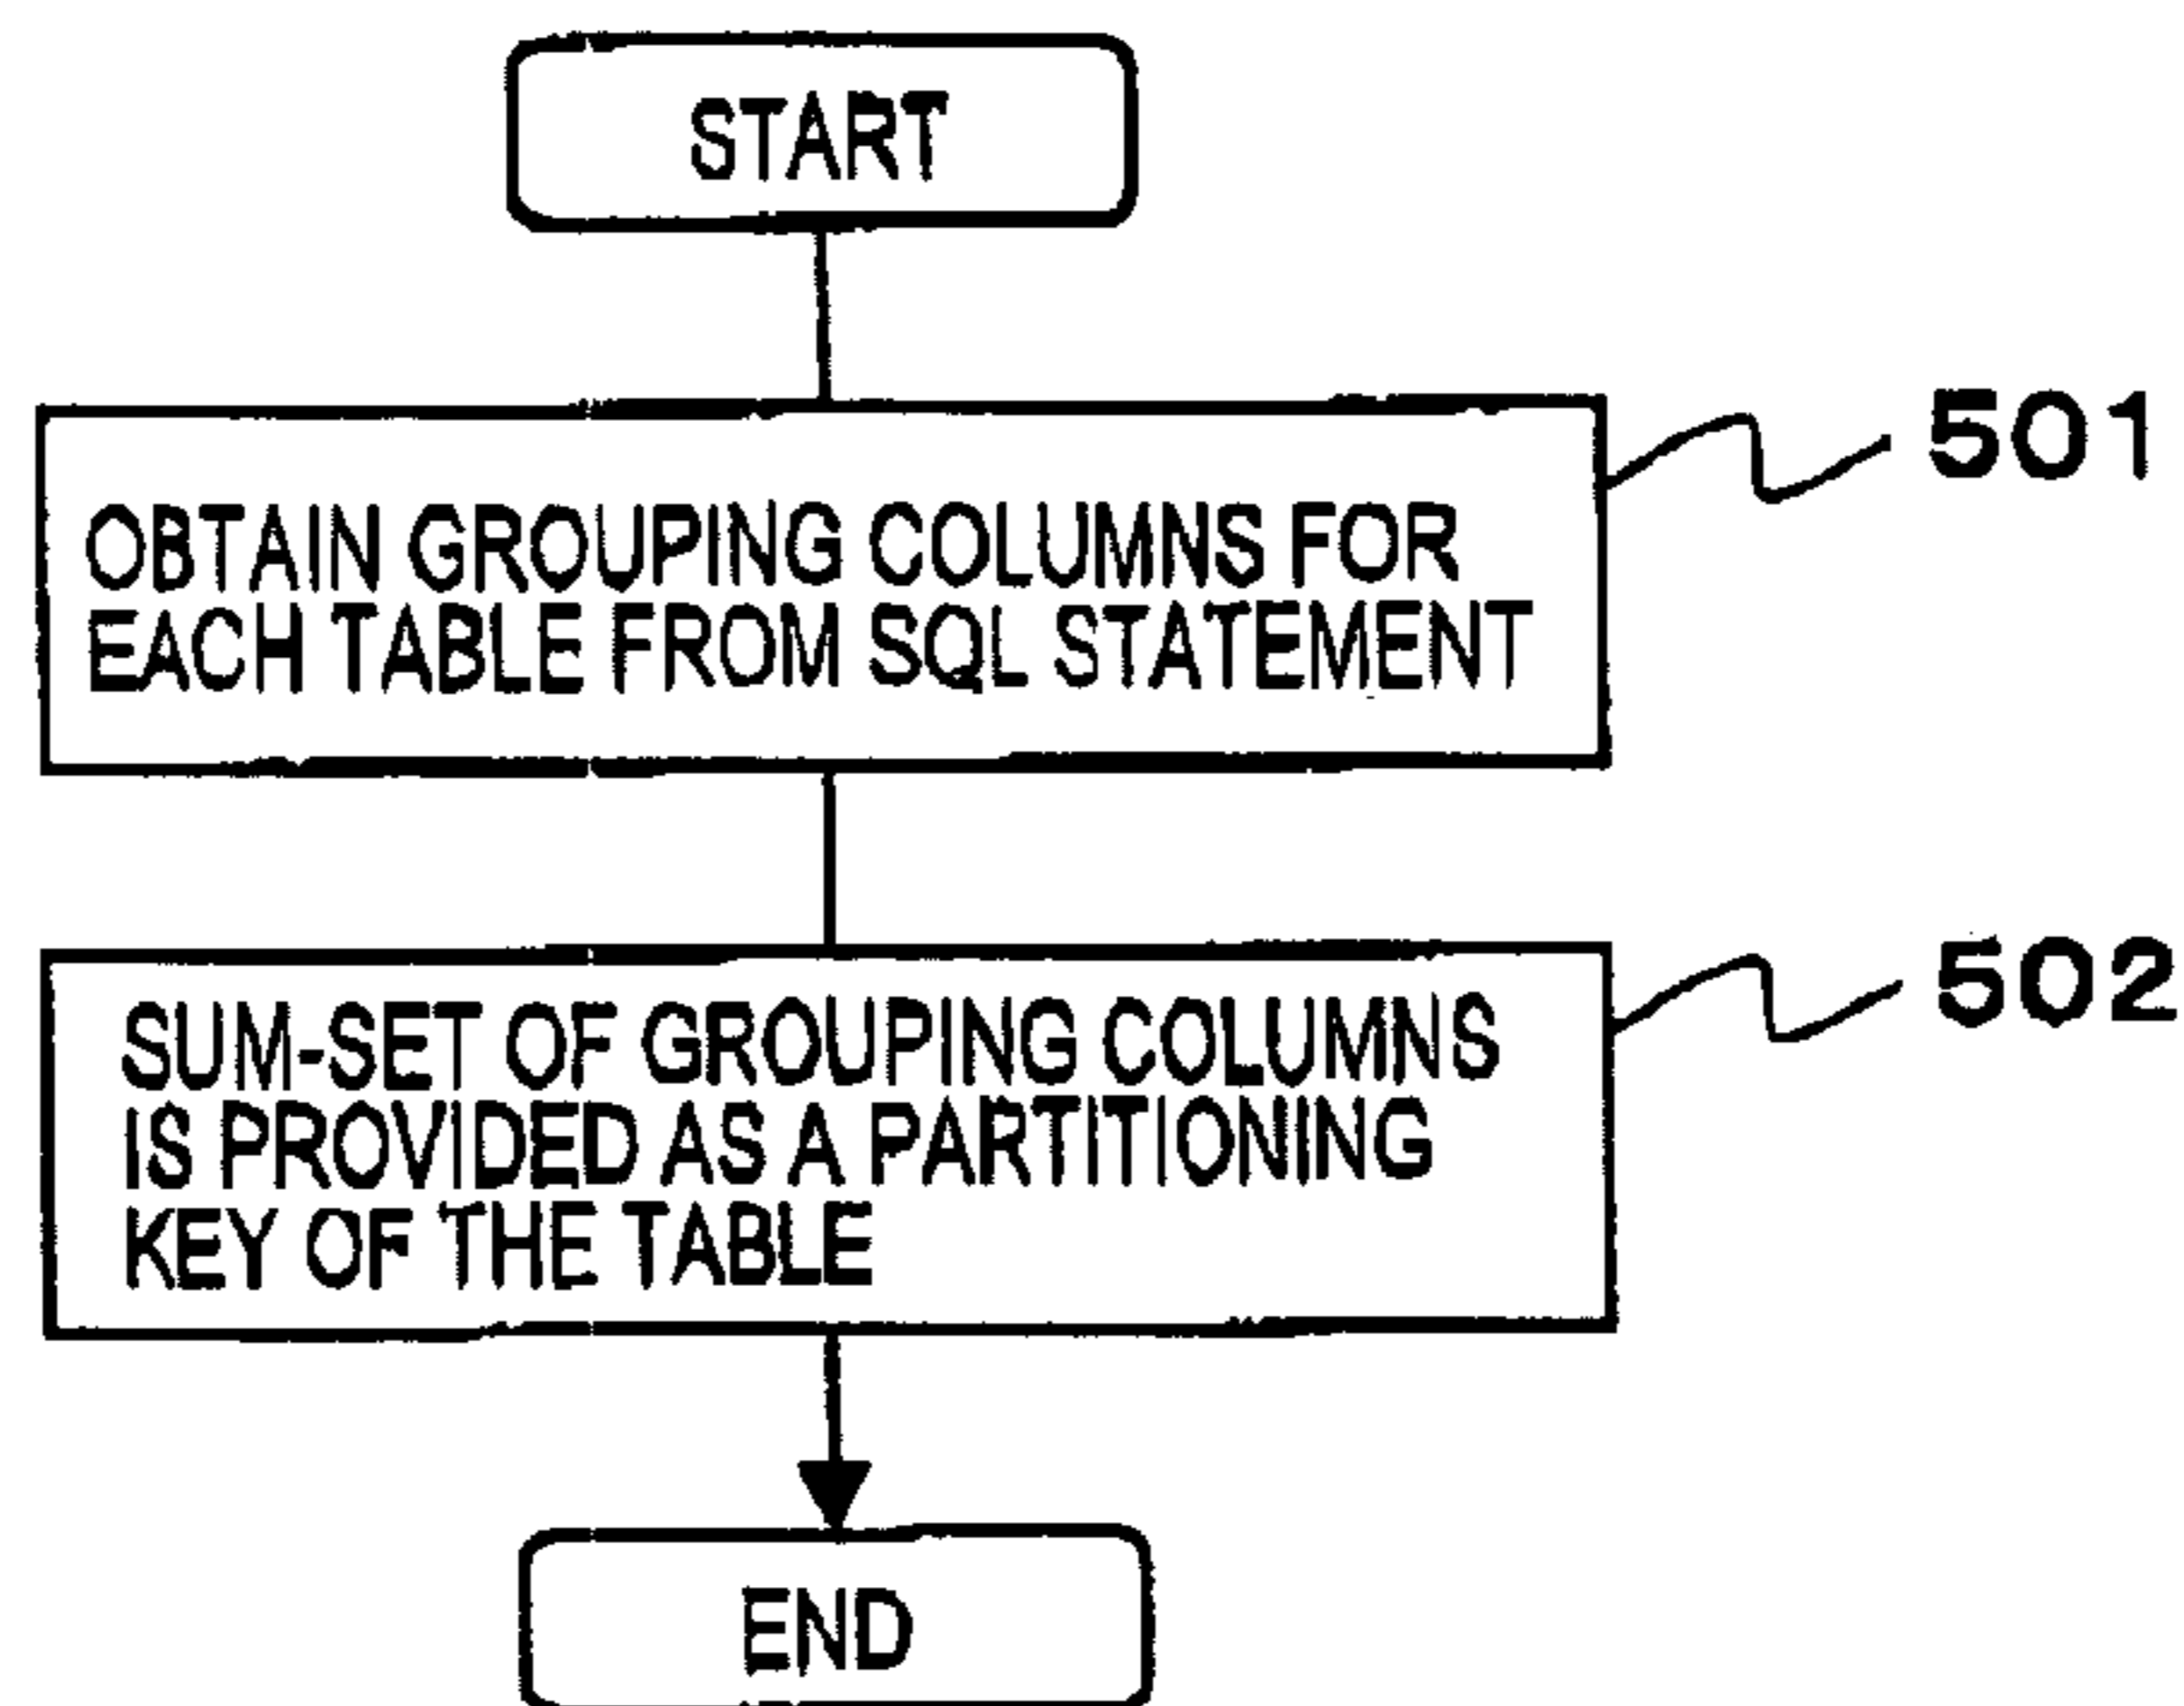 START
501
OBTAIN GROUPING COLUMNS FOR
EACH TABLE FROM SQL STATEMENT
502
SUM-SET OF GROUPING COLUMNS
IS PROVIDED AS A PARTITIONING
KEY OF THE TABLE
END